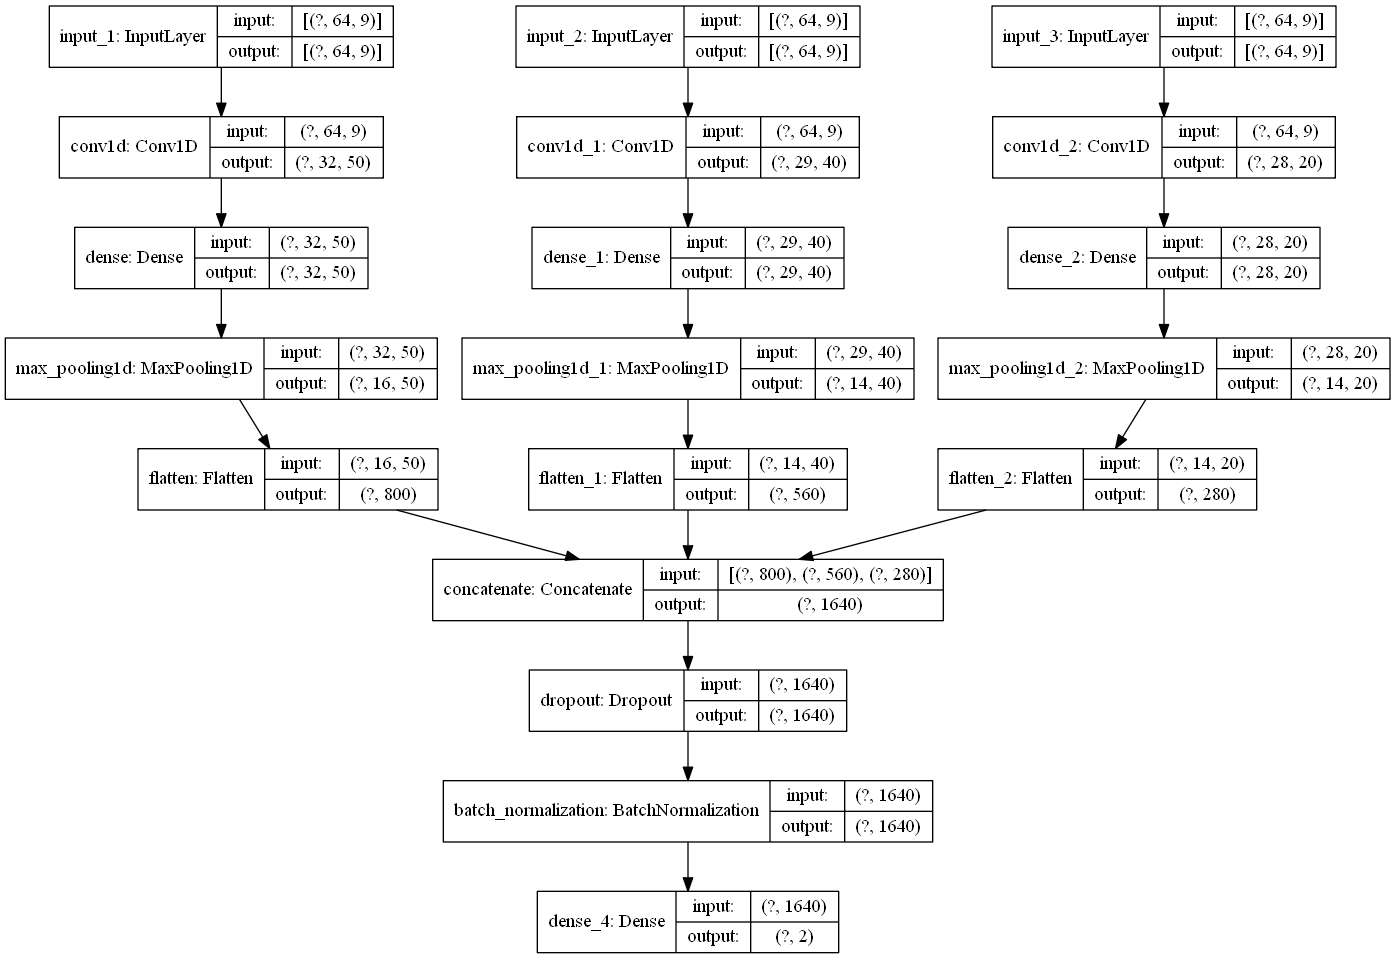 input_1: InputLayer
input: [(?, 64, 9)]
output: [(?, 64, 9)]
input_2: InputLayer
input: [(?, 64, 9)]
output: [(?, 64, 9)]
input_3: InputLayer
input: [(?, 64, 9)]
output: [(?, 64, 9)]
conv1d: Conv1D
input: (?, 64, 9)
output: (?, 32, 50)
conv1d_1: Conv1D
input: (?, 64, 9)
output: (?, 29, 40)
conv1d_2: Conv1D
input: (?, 64, 9)
output: (?, 28, 20)
dense: Dense
input: (?, 32, 50)
output: (?, 32, 50)
dense_1: Dense
input: (?, 29, 40)
output: (?, 29, 40)
dense_2: Dense
input: (?, 28, 20)
output: (?, 28, 20)
max_pooling1d: MaxPooling1D
input: (?, 32, 50)
output: (?, 16, 50)
max_pooling1d_1: MaxPooling1D
input: (?, 29, 40)
output: (?, 14, 40)
max_pooling1d_2: MaxPooling1D
input: (?, 28, 20)
output: (?, 14, 20)
flatten: Flatten
input: (?, 16, 50)
output: (?, 800)
flatten_1: Flatten
input: (?, 14, 40)
output: (?, 560)
flatten_2: Flatten
input: (?, 14, 20)
output: (?, 280)
concatenate: Concatenate
input: [(?, 800), (?, 560), (?, 280)]
output: (?, 1640)
dropout: Dropout
input: (?, 1640)
output: (?, 1640)
batch_normalization: BatchNormalization
input: (?, 1640)
output: (?, 1640)
dense_4: Dense
input: (?, 1640)
output: (?, 2)